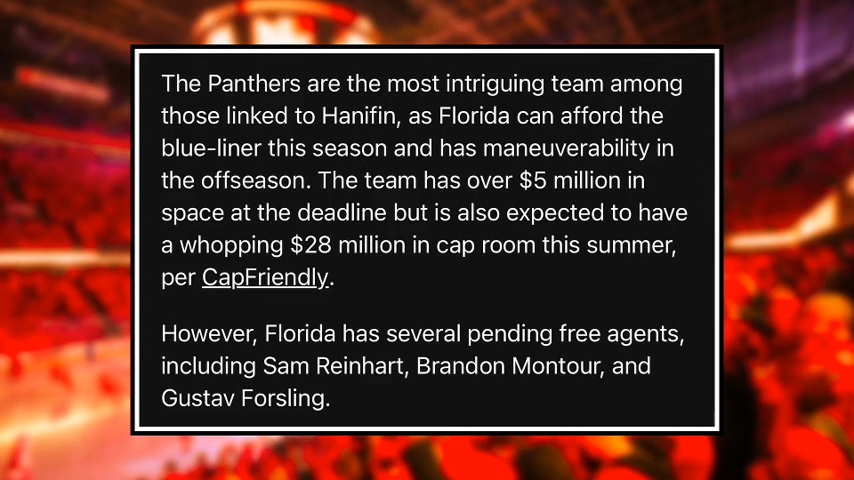 The Panthers are the most intriguing team among
those linked to Hanifin, as Florida can afford the
blue-liner this season and has maneuverability in
the offseason. The team has over $5 million in
space at the deadline but is also expected to have
a whopping $28 million in cap room this summer,
per CapFriendly.
However, Florida has several pending free agents,
including Sam Reinhart, Brandon Montour, and
Gustav Forsling.